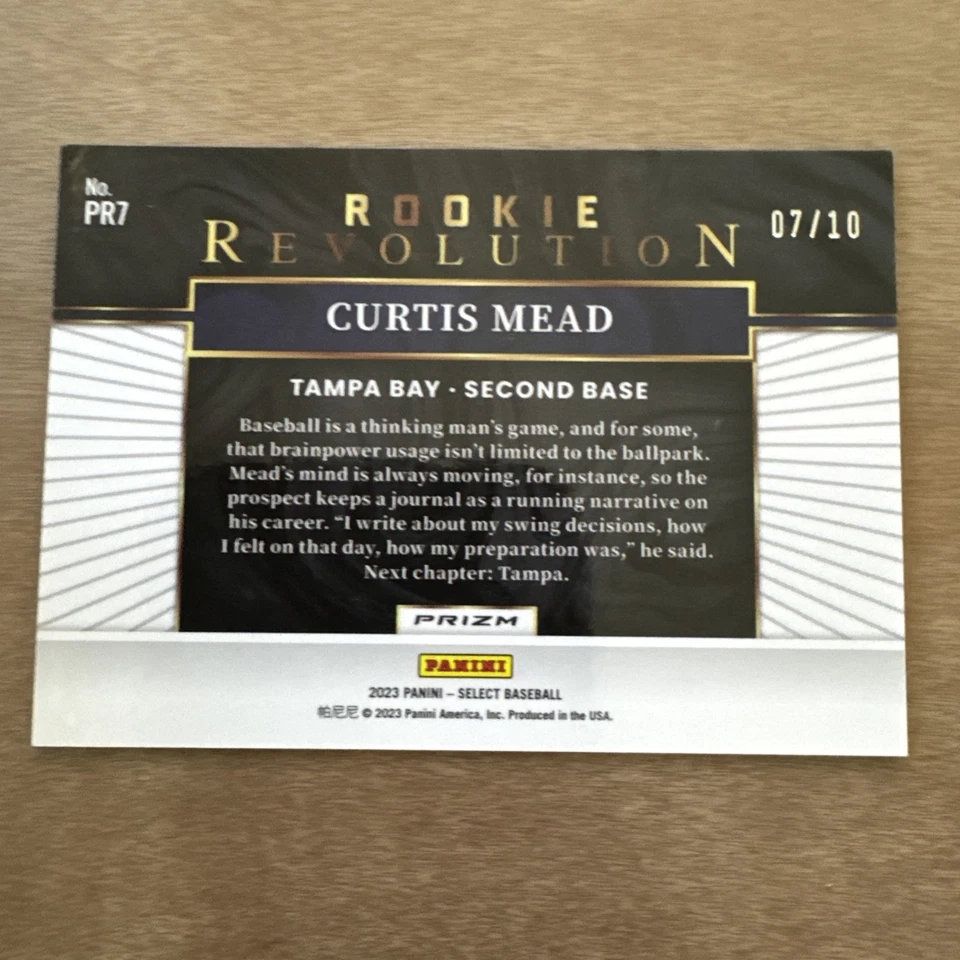 No.
PR7
ROOKIE
REVOLUTION
07/10
CURTIS MEAD
TAMPA BAY · SECOND BASE
Baseball is a thinking man's game, and for some,
that brainpower usage isn't limited to the ballpark.
Mead's mind is always moving, for instance, so the
prospect keeps a journal as a running narrative on
his career. “I write about my swing decisions, how
I felt on that day, how my preparation was,” he said.
Next chapter: Tampa.
PRIZM
PANINI
2023 PANINI – SELECT BASEBALL
帕尼尼 © 2023 Panini America, Inc. Produced in the USA.